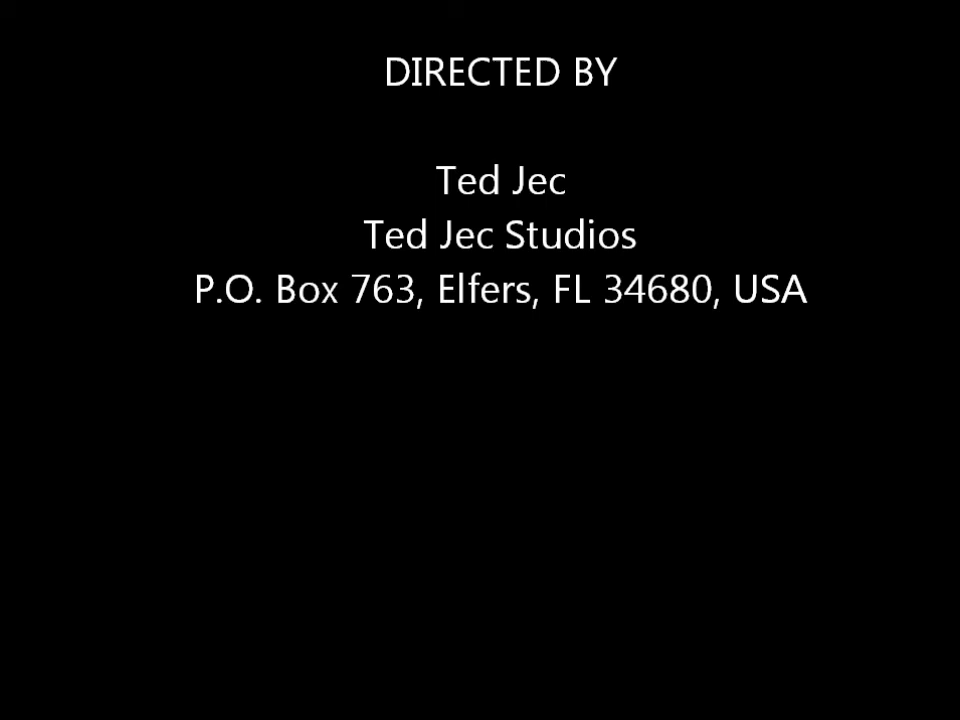 DIRECTED BY
Ted Jec
Ted Jec Studios
P.O. Box 763, Elfers, FL 34680, USA